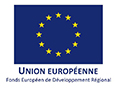 UNION EUROPÉENNE
Fonds Européen de Développement Régional